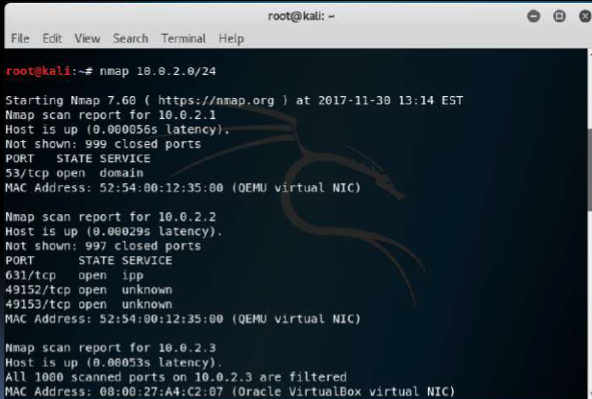 root@kali: ~
File Edit View Search Terminal Help
root@kali:~# nmap 10.0.2.0/24
Starting Nmap 7.60 ( https://nmap.org ) at 2017-11-30 13:14 EST
Nmap scan report for 10.0.2.1
Host is up (0.000056s latency).
Not shown: 999 closed ports
PORT   STATE SERVICE
53/tcp open  domain
MAC Address: 52:54:00:12:35:00 (QEMU virtual NIC)
Nmap scan report for 10.0.2.2
Host is up (0.00029s latency).
Not shown: 997 closed ports
PORT      STATE SERVICE
631/tcp   open  ipp
49152/tcp open  unknown
49153/tcp open  unknown
MAC Address: 52:54:00:12:35:00 (QEMU virtual NIC)
Nmap scan report for 10.0.2.3
Host is up (0.00053s latency).
All 1000 scanned ports on 10.0.2.3 are filtered
MAC Address: 08:00:27:A4:C2:07 (Oracle VirtualBox virtual NIC)